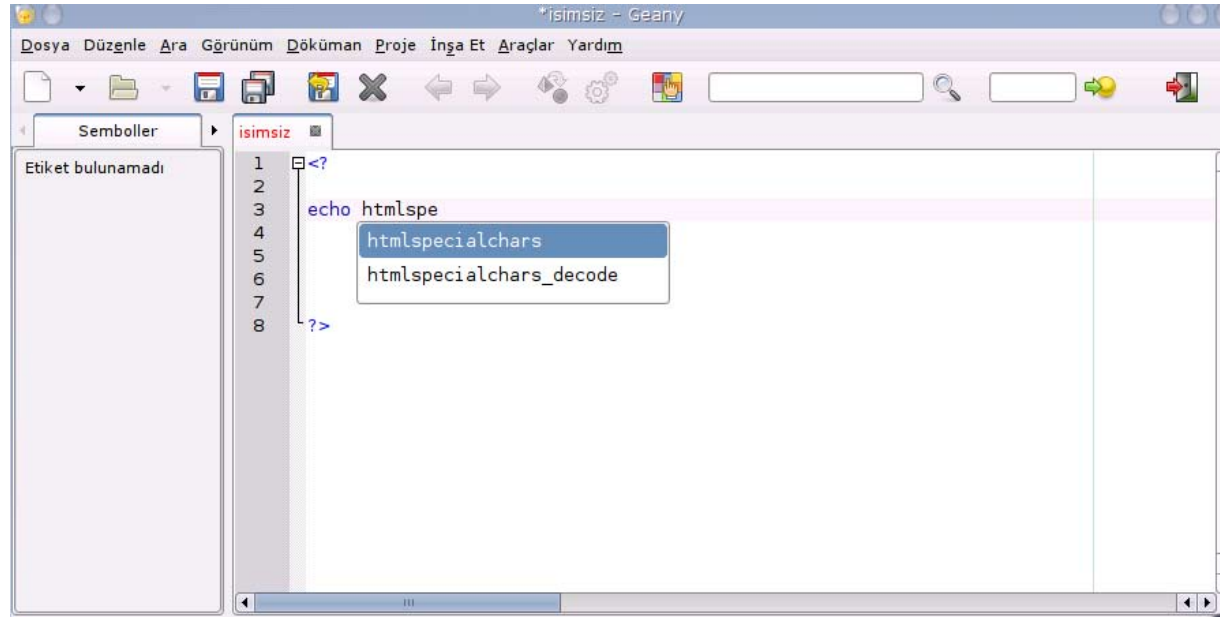 *isimsiz - Geany
Dosya Düzenle Ara Görünüm Döküman Proje İnşa Et Araçlar Yardım
Semboller
isimsiz
Etiket bulunamadı
1 <?
2
3 echo htmlspe
4
htmlspecialchars
5
6
htmlspecialchars_decode
7
8 ?>